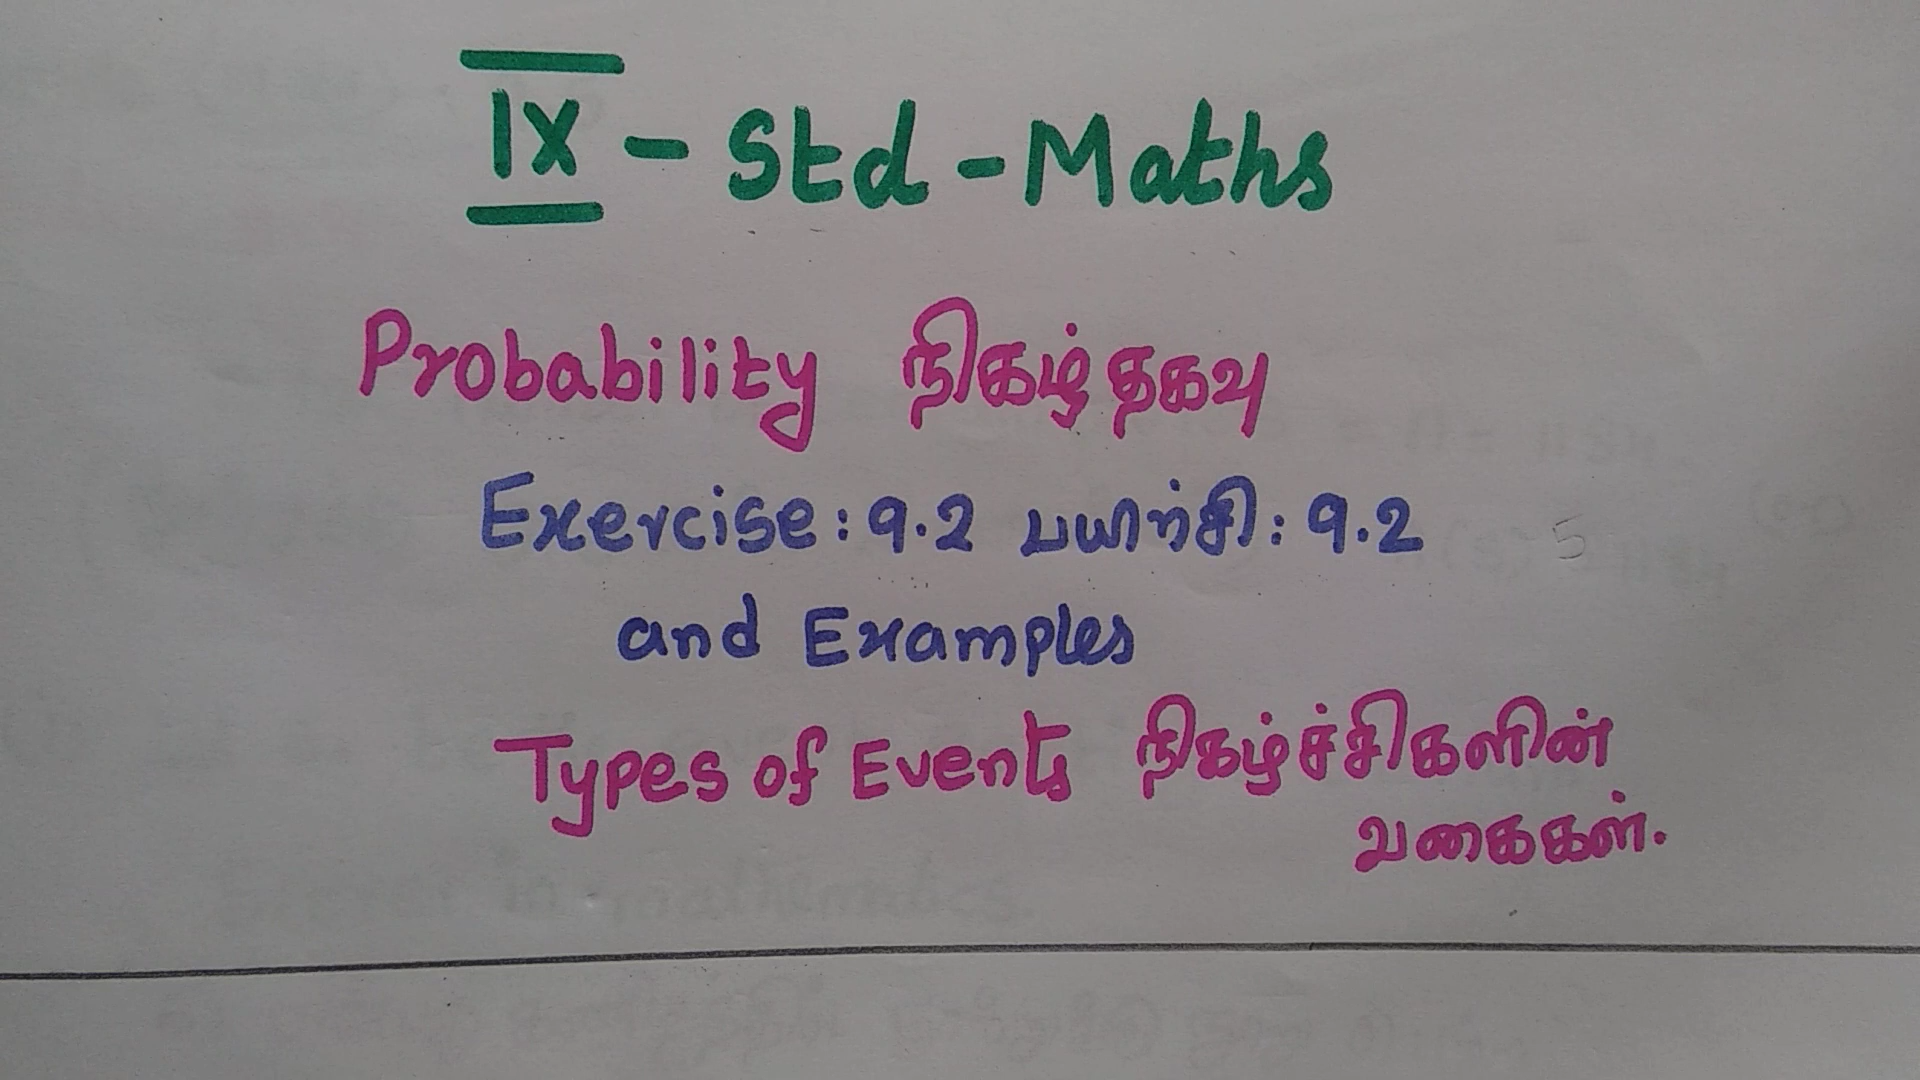 IX - Std - Maths
Probability நிகழ்தகவு
Exercise: 9.2 பயிற்சி: 9.2
and Examples
Types of Events நிகழ்ச்சிகளின்
வகைகள்.